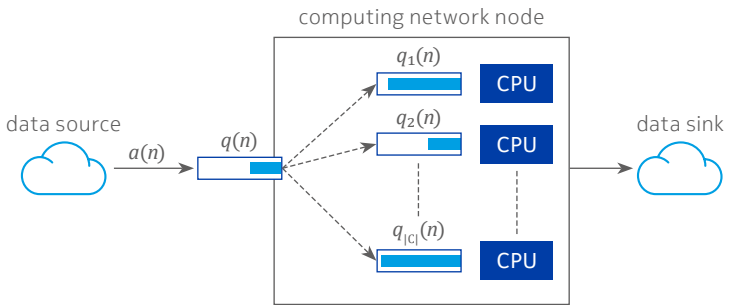 computing network node
q₁(n)
CPU
data source
a(n)
q(n)
q₂(n)
CPU
data sink
q|C|(n)
CPU